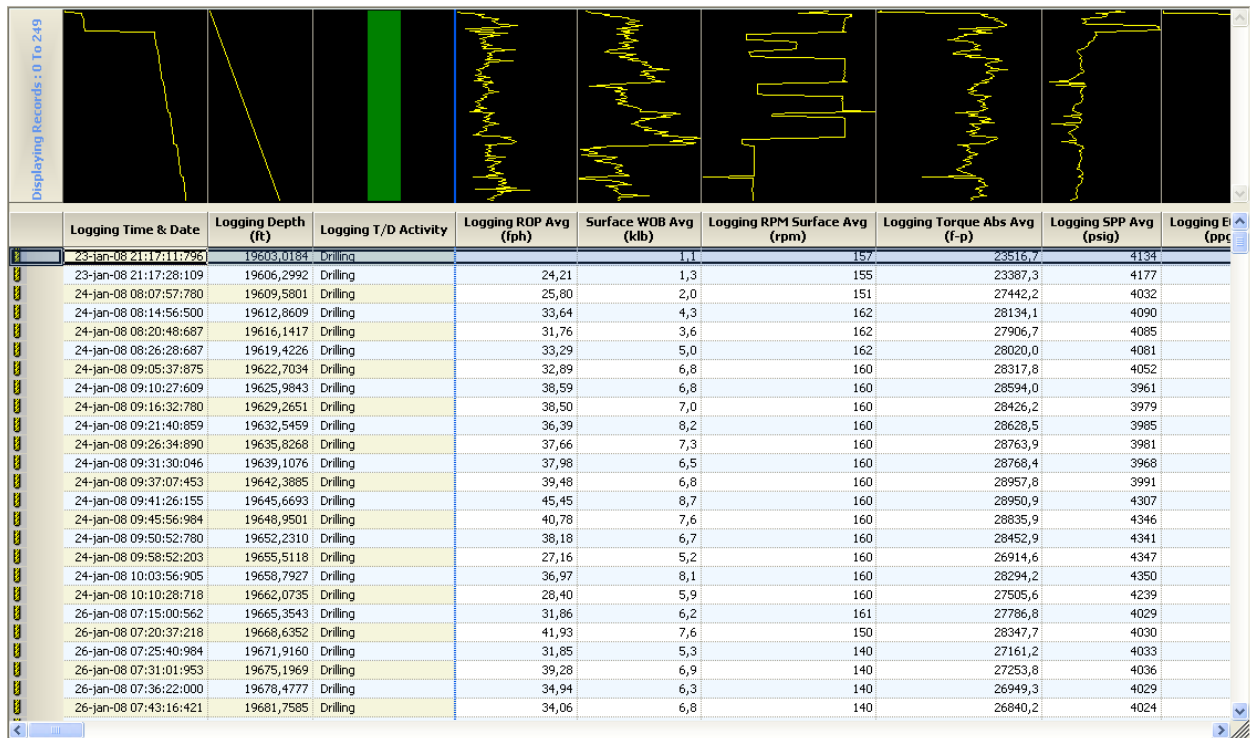 Displaying Records : 0 To 249
Logging Time & Date Logging Depth (ft) Logging T/D Activity Logging ROP Avg (fph) Surface WOB Avg (klb) Logging RPM Surface Avg (rpm) Logging Torque Abs Avg (f-p) Logging SPP Avg (psig) Logging E
23-jan-08 21:17:11:796 19603,0184 Drilling 1,1 157 23516,7 4134
23-jan-08 21:17:28:109 19606,2992 Drilling 24,21 1,3 155 23387,3 4177
24-jan-08 08:07:57:780 19609,5801 Drilling 25,80 2,0 151 27442,2 4032
24-jan-08 08:14:56:500 19612,8609 Drilling 33,64 4,3 162 28134,1 4090
24-jan-08 08:20:48:687 19616,1417 Drilling 31,76 3,6 162 27906,7 4085
24-jan-08 08:26:28:687 19619,4226 Drilling 33,29 5,0 162 28020,0 4081
24-jan-08 09:05:37:875 19622,7034 Drilling 32,89 6,8 160 28317,8 4052
24-jan-08 09:10:27:609 19625,9843 Drilling 38,59 6,8 160 28594,0 3961
24-jan-08 09:16:32:780 19629,2651 Drilling 38,50 7,0 160 28426,2 3979
24-jan-08 09:21:40:859 19632,5459 Drilling 36,39 8,2 160 28628,5 3985
24-jan-08 09:26:34:890 19635,8268 Drilling 37,66 7,3 160 28763,9 3981
24-jan-08 09:31:30:046 19639,1076 Drilling 37,98 6,5 160 28768,4 3968
24-jan-08 09:37:07:453 19642,3885 Drilling 39,48 6,8 160 28957,8 3991
24-jan-08 09:41:26:155 19645,6693 Drilling 45,45 8,7 160 28950,9 4307
24-jan-08 09:45:56:984 19648,9501 Drilling 40,78 7,6 160 28835,9 4346
24-jan-08 09:50:52:780 19652,2310 Drilling 38,18 6,7 160 28452,9 4341
24-jan-08 09:58:52:203 19655,5118 Drilling 27,16 5,2 160 26914,6 4347
24-jan-08 10:03:56:905 19658,7927 Drilling 36,97 8,1 160 28294,2 4350
24-jan-08 10:10:28:718 19662,0735 Drilling 28,40 5,9 160 27505,6 4239
26-jan-08 07:15:00:562 19665,3543 Drilling 31,86 6,2 161 27786,8 4029
26-jan-08 07:20:37:218 19668,6352 Drilling 41,93 7,6 150 28347,7 4030
26-jan-08 07:25:40:984 19671,9160 Drilling 31,85 5,3 140 27161,2 4033
26-jan-08 07:31:01:953 19675,1969 Drilling 39,28 6,9 140 27253,8 4036
26-jan-08 07:36:22:000 19678,4777 Drilling 34,94 6,3 140 26949,3 4029
26-jan-08 07:43:16:421 19681,7585 Drilling 34,06 6,8 140 26840,2 4024